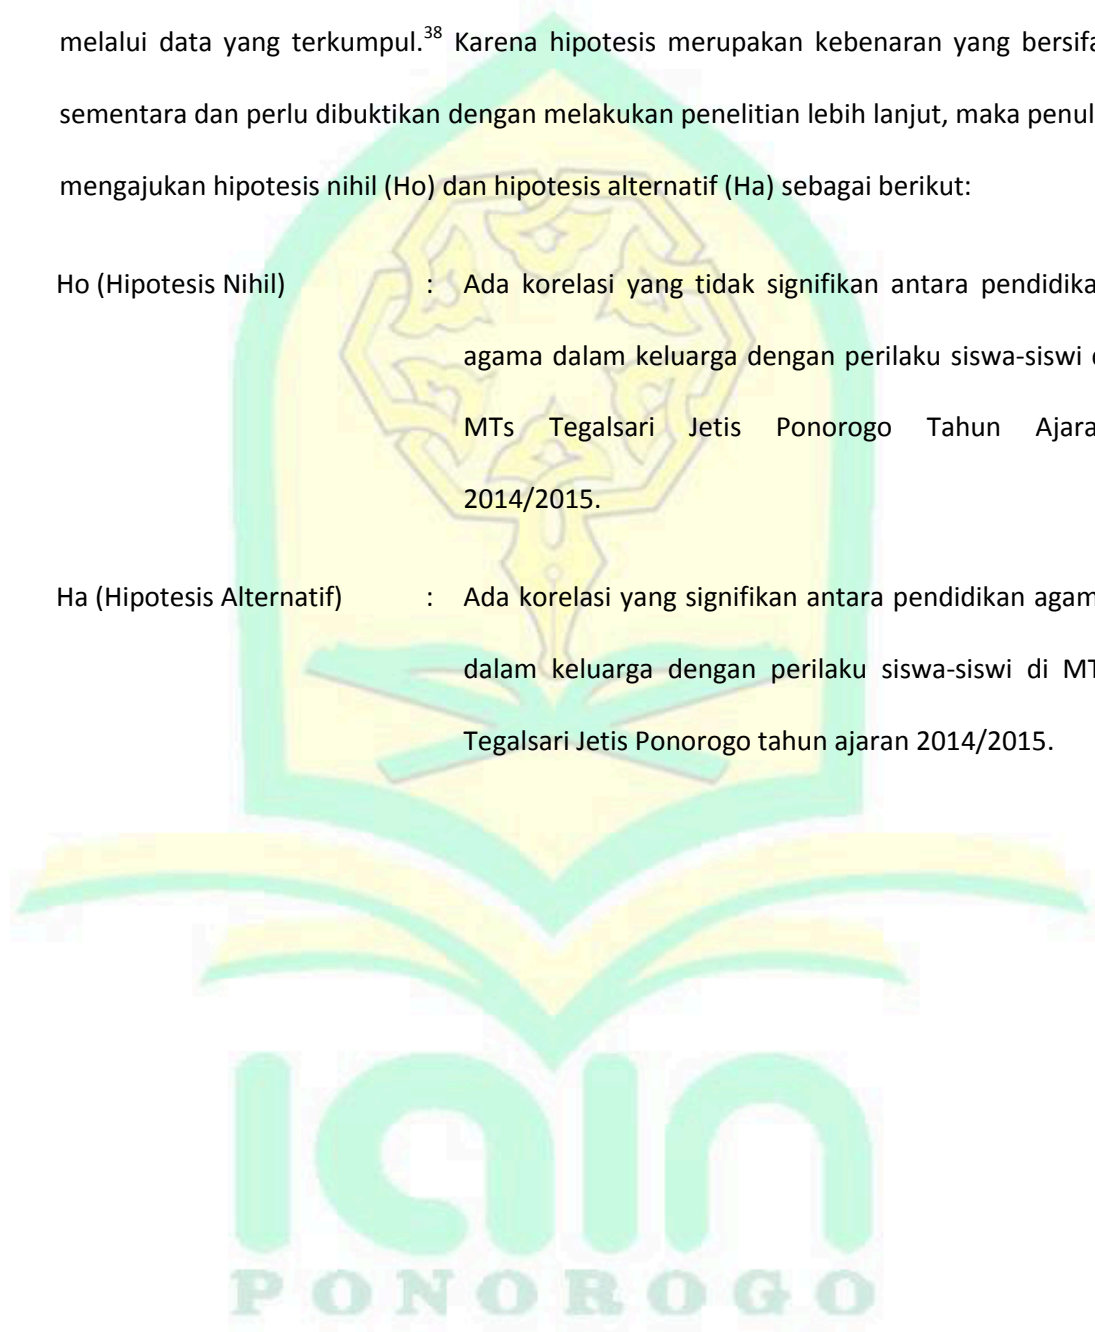 melalui data yang terkumpul.38 Karena hipotesis merupakan kebenaran yang bersifa
sementara dan perlu dibuktikan dengan melakukan penelitian lebih lanjut, maka penul
mengajukan hipotesis nihil (Ho) dan hipotesis alternatif (Ha) sebagai berikut:
Ho (Hipotesis Nihil) : Ada korelasi yang tidak signifikan antara pendidika
agama dalam keluarga dengan perilaku siswa-siswi d
MTs Tegalsari Jetis Ponorogo Tahun Ajara
2014/2015.
Ha (Hipotesis Alternatif) : Ada korelasi yang signifikan antara pendidikan agam
dalam keluarga dengan perilaku siswa-siswi di MT
Tegalsari Jetis Ponorogo tahun ajaran 2014/2015.
iain
PONOROGO